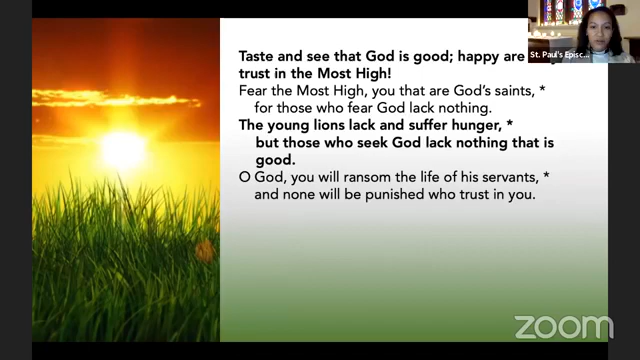 Taste and see that God is good; happy are
trust in the Most High!
Fear the Most High, you that are God's saints, *
for those who fear God lack nothing.
The young lions lack and suffer hunger, *
but those who seek God lack nothing that is
good.
O God, you will ransom the life of his servants, *
and none will be punished who trust in you.
St. Paul's Episc...
zoom